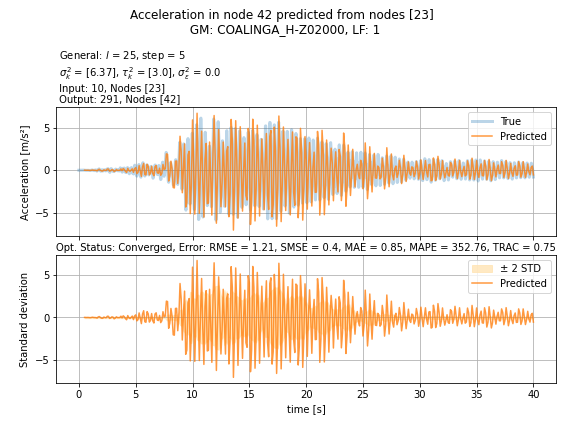 Acceleration in node 42 predicted from nodes [23]
GM: COALINGA_H-Z02000, LF: 1
General: l = 25, step = 5
σ²ₖ = [6.37], τ²ₖ = [3.0], σ²ₑ = 0.0
Input: 10, Nodes [23]
Output: 291, Nodes [42]
Acceleration [m/s²]
5
0
−5
True
Predicted
Opt. Status: Converged, Error: RMSE = 1.21, SMSE = 0.4, MAE = 0.85, MAPE = 352.76, TRAC = 0.75
Standard deviation
5
0
−5
± 2 STD
Predicted
0 5 10 15 20 25 30 35 40
time [s]